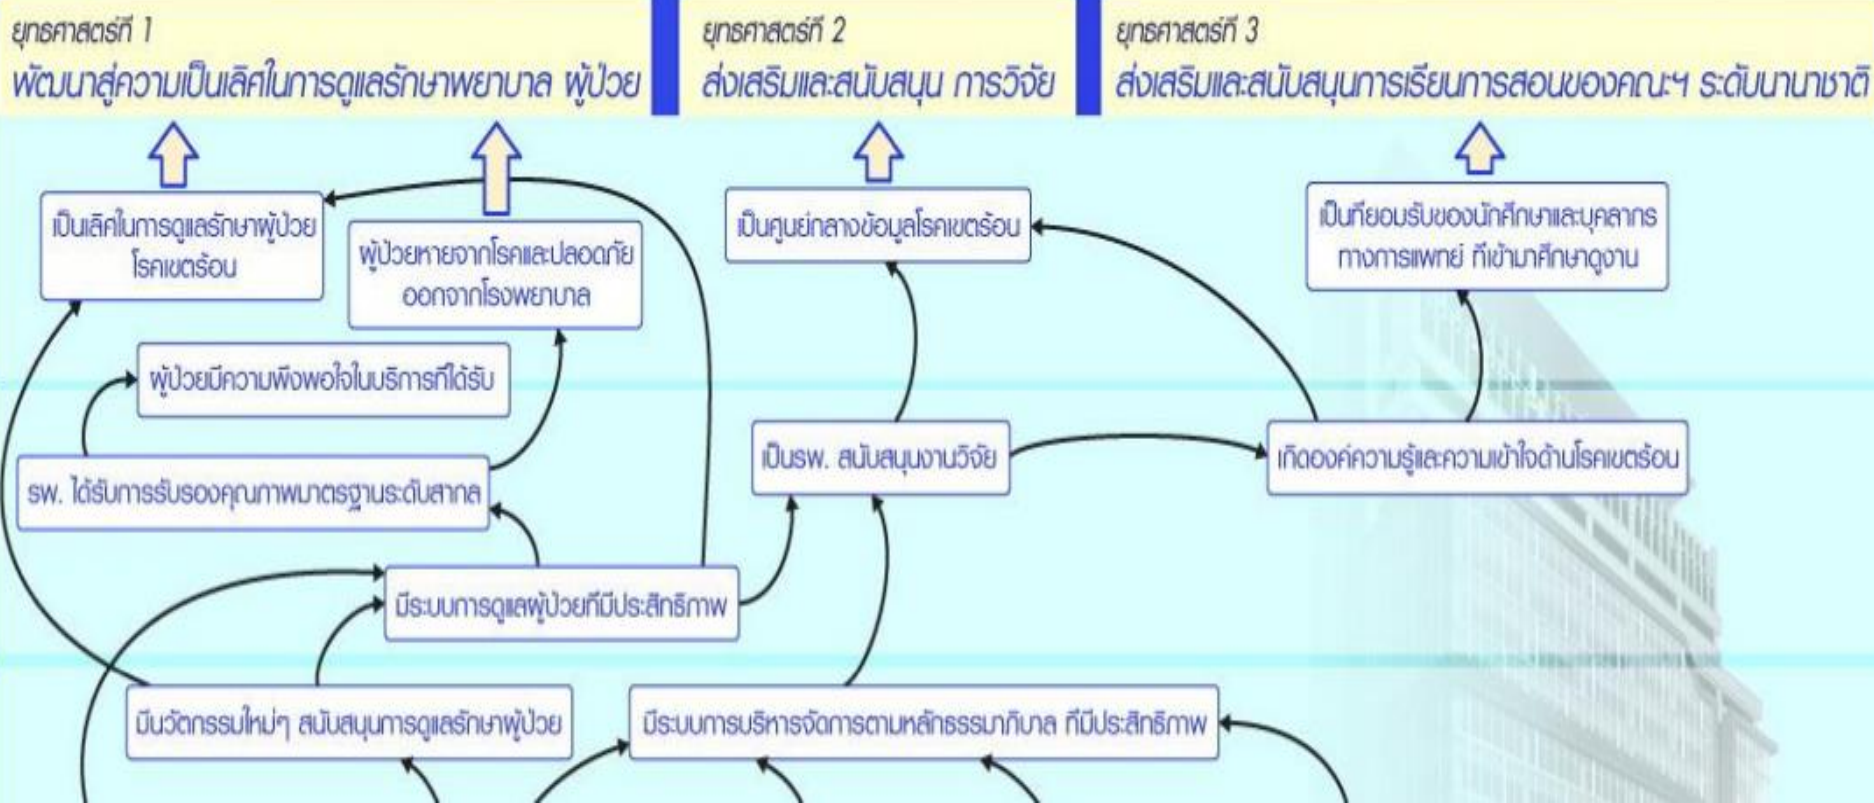 ยุทธศาสตร์ที่ 1
พัฒนาสู่ความเป็นเลิศในการดูแลรักษาพยาบาล ผู้ป่วย
ยุทธศาสตร์ที่ 2
ส่งเสริมและสนับสนุน การวิจัย
ยุทธศาสตร์ที่ 3
ส่งเสริมและสนับสนุนการเรียนการสอนของคณะฯ ระดับนานาชาติ
เป็นเลิศในการดูแลรักษาผู้ป่วย
โรคเขตร้อน
ผู้ป่วยหายจากโรคและปลอดภัย
ออกจากโรงพยาบาล
เป็นศูนย์กลางข้อมูลโรคเขตร้อน
เป็นที่ยอมรับของนักศึกษาและบุคลากร
ทางการแพทย์ ที่เข้ามาศึกษาดูงาน
ผู้ป่วยมีความพึงพอใจในบริการที่ได้รับ
รพ. ได้รับการรับรองคุณภาพมาตรฐานระดับสากล
เป็นรพ. สนับสนุนงานวิจัย
เกิดองค์ความรู้และความเข้าใจด้านโรคเขตร้อน
มีระบบการดูแลผู้ป่วยที่มีประสิทธิภาพ
มีนวัตกรรมใหม่ๆ สนับสนุนการดูแลรักษาผู้ป่วย
มีระบบการบริหารจัดการตามหลักธรรมาภิบาล ที่มีประสิทธิภาพ